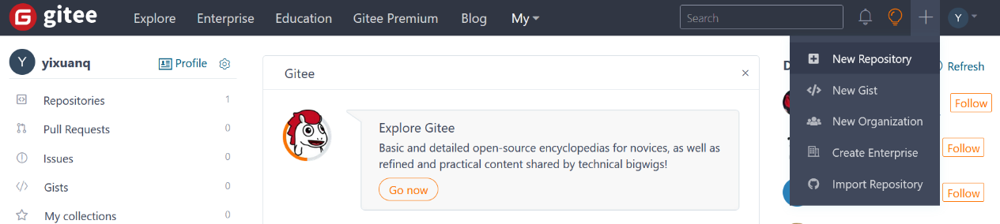 gitee Explore Enterprise Education Gitee Premium Blog My Search Y
Y yixuanq Profile
Repositories 1
Pull Requests 0
Issues 0
Gists 0
My collections 0
Gitee ×
Explore Gitee
Basic and detailed open-source encyclopedias for novices, as well as
refined and practical content shared by technical bigwigs!
Go now
New Repository
New Gist
New Organization
Create Enterprise
Import Repository
Refresh
Follow
Follow
Follow